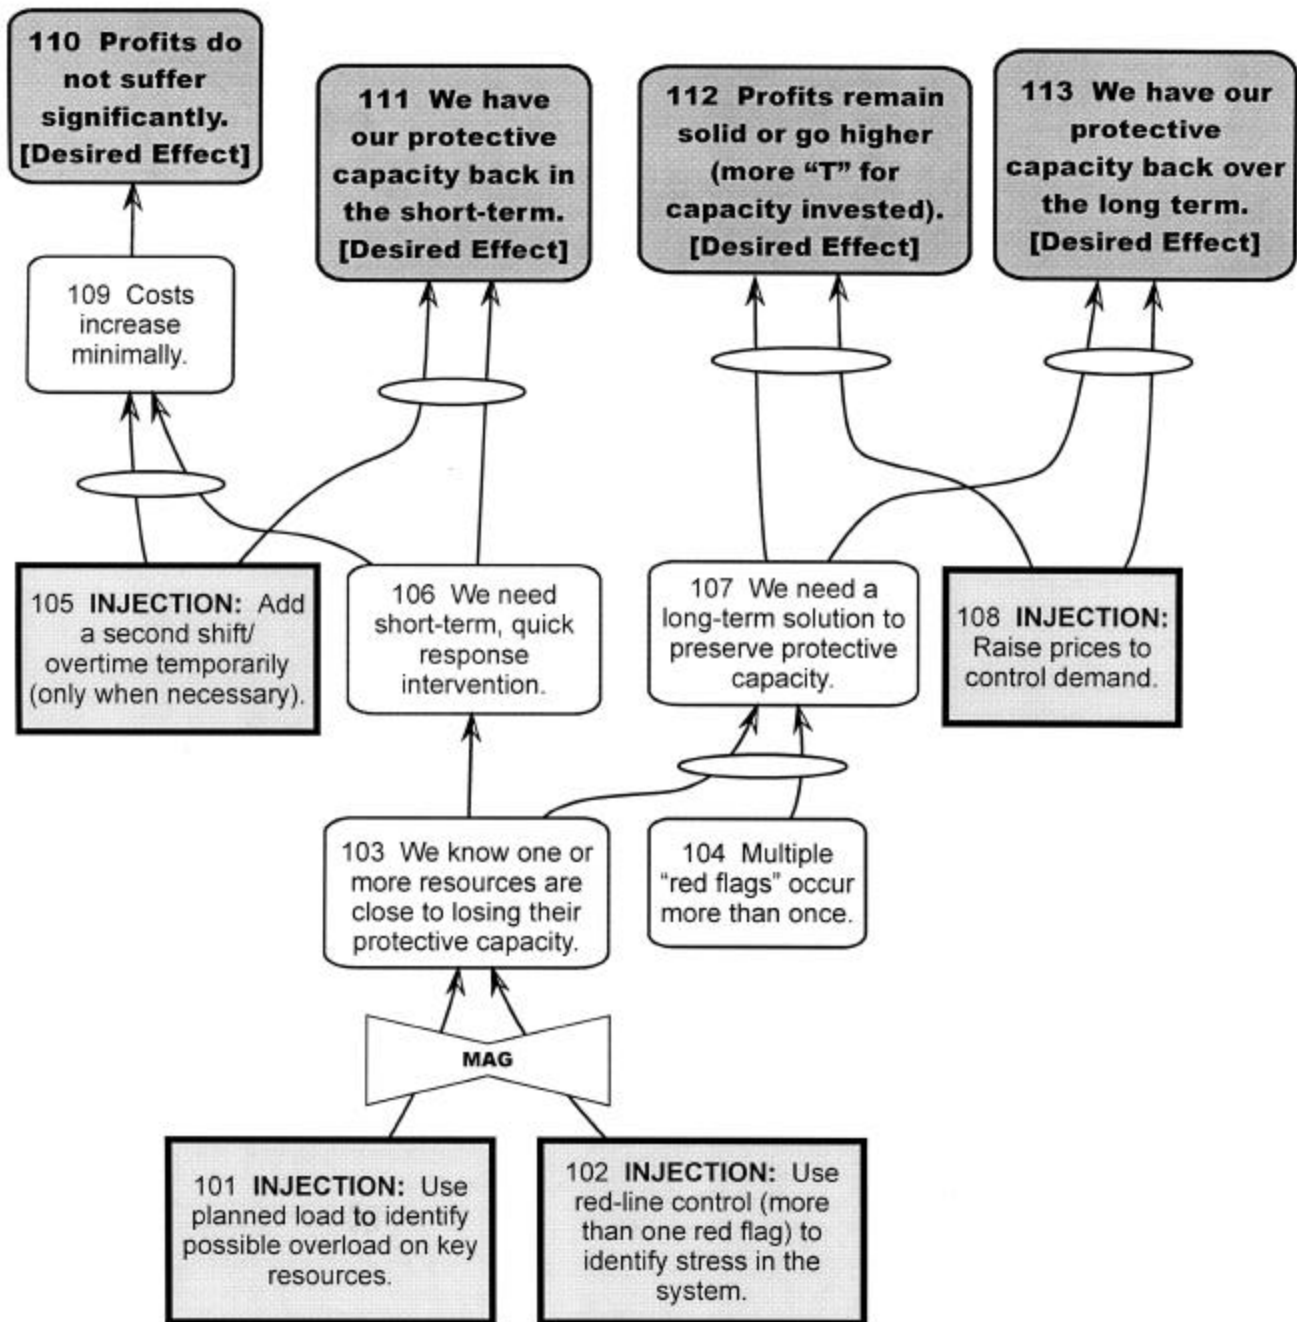 110 Profits do
not suffer
significantly.
[Desired Effect]
111 We have
our protective
capacity back in
the short-term.
[Desired Effect]
112 Profits remain
solid or go higher
(more “T” for
capacity invested).
[Desired Effect]
113 We have our
protective
capacity back over
the long term.
[Desired Effect]
109 Costs
increase
minimally.
105 INJECTION: Add
a second shift/
overtime temporarily
(only when necessary).
106 We need
short-term, quick
response
intervention.
107 We need a
long-term solution to
preserve protective
capacity.
108 INJECTION:
Raise prices to
control demand.
103 We know one or
more resources are
close to losing their
protective capacity.
104 Multiple
“red flags” occur
more than once.
MAG
101 INJECTION: Use
planned load to identify
possible overload on key
resources.
102 INJECTION: Use
red-line control (more
than one red flag) to
identify stress in the
system.